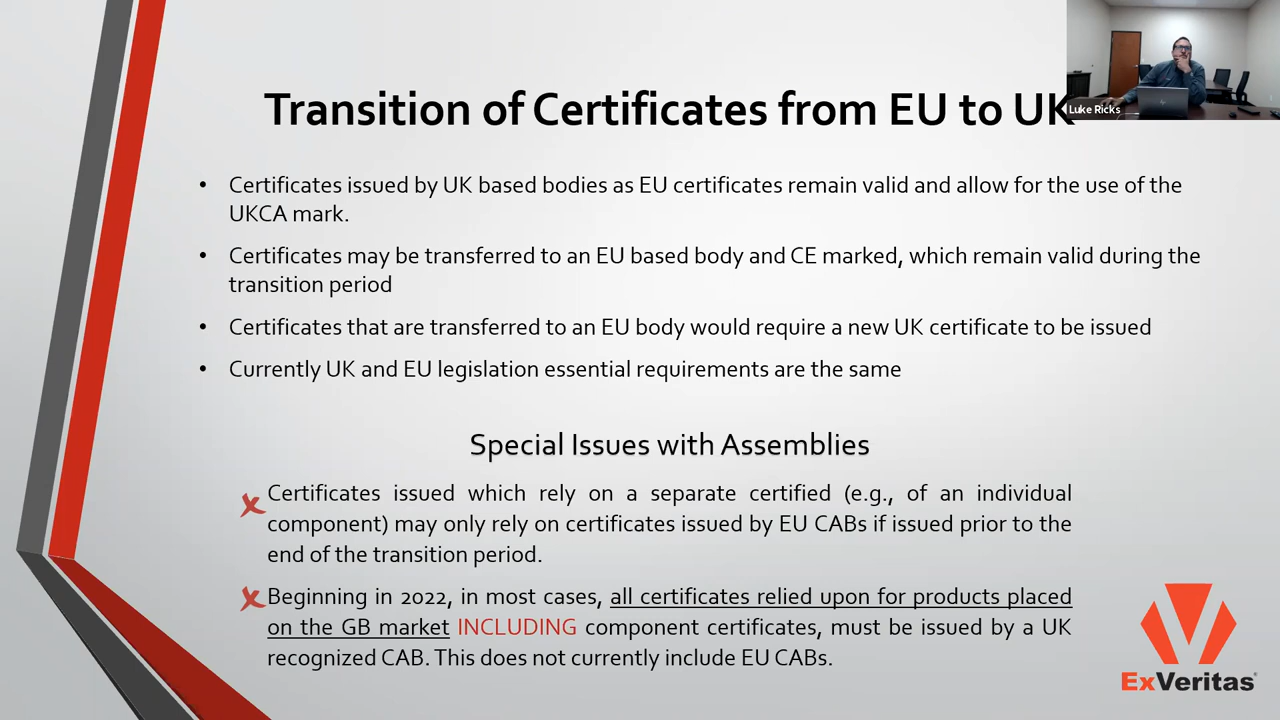 Luke Ricks
Transition of Certificates from EU to UK
• Certificates issued by UK based bodies as EU certificates remain valid and allow for the use of the
UKCA mark.
• Certificates may be transferred to an EU based body and CE marked, which remain valid during the
transition period
• Certificates that are transferred to an EU body would require a new UK certificate to be issued
• Currently UK and EU legislation essential requirements are the same
Special Issues with Assemblies
Certificates issued which rely on a separate certified (e.g., of an individual
component) may only rely on certificates issued by EU CABs if issued prior to the
end of the transition period.
Beginning in 2022, in most cases, all certificates relied upon for products placed
on the GB market INCLUDING component certificates, must be issued by a UK
recognized CAB. This does not currently include EU CABs.
ExVeritas